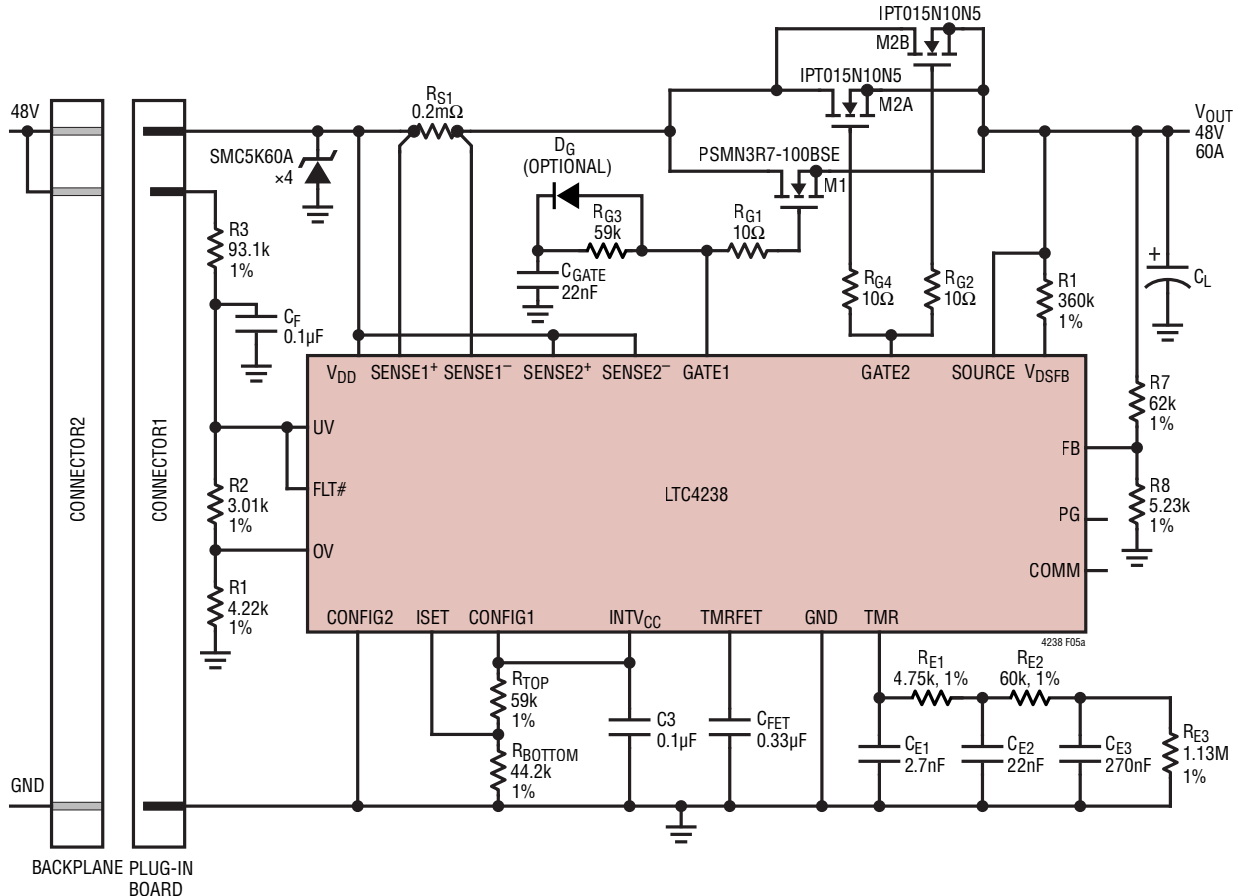 IPT015N10N5
M2B
IPT015N10N5
M2A
48V
RS1
0.2mΩ
VOUT
48V
60A
SMC5K60A
×4
DG
(OPTIONAL)
PSMN3R7-100BSE
M1
R3
93.1k
1%
RG3
59k
RG1
10Ω
CGATE
22nF
RG4
10Ω
RG2
10Ω
R1
360k
1%
+
CL
CF
0.1µF
VDD
SENSE1+
SENSE1–
SENSE2+
SENSE2–
GATE1
GATE2
SOURCE
VDSFB
R7
62k
1%
CONNECTOR2
CONNECTOR1
UV
FB
R2
3.01k
1%
FLT#
LTC4238
R8
5.23k
1%
PG
OV
COMM
R1
4.22k
1%
CONFIG2
ISET
CONFIG1
INTVCC
TMRFET
GND
TMR
4238 F05a
RE1
4.75k, 1%
RE2
60k, 1%
RTOP
59k
1%
C3
0.1µF
CFET
0.33µF
RE3
1.13M
1%
CE1
2.7nF
CE2
22nF
CE3
270nF
RBOTTOM
44.2k
1%
GND
BACKPLANE
PLUG-IN
BOARD